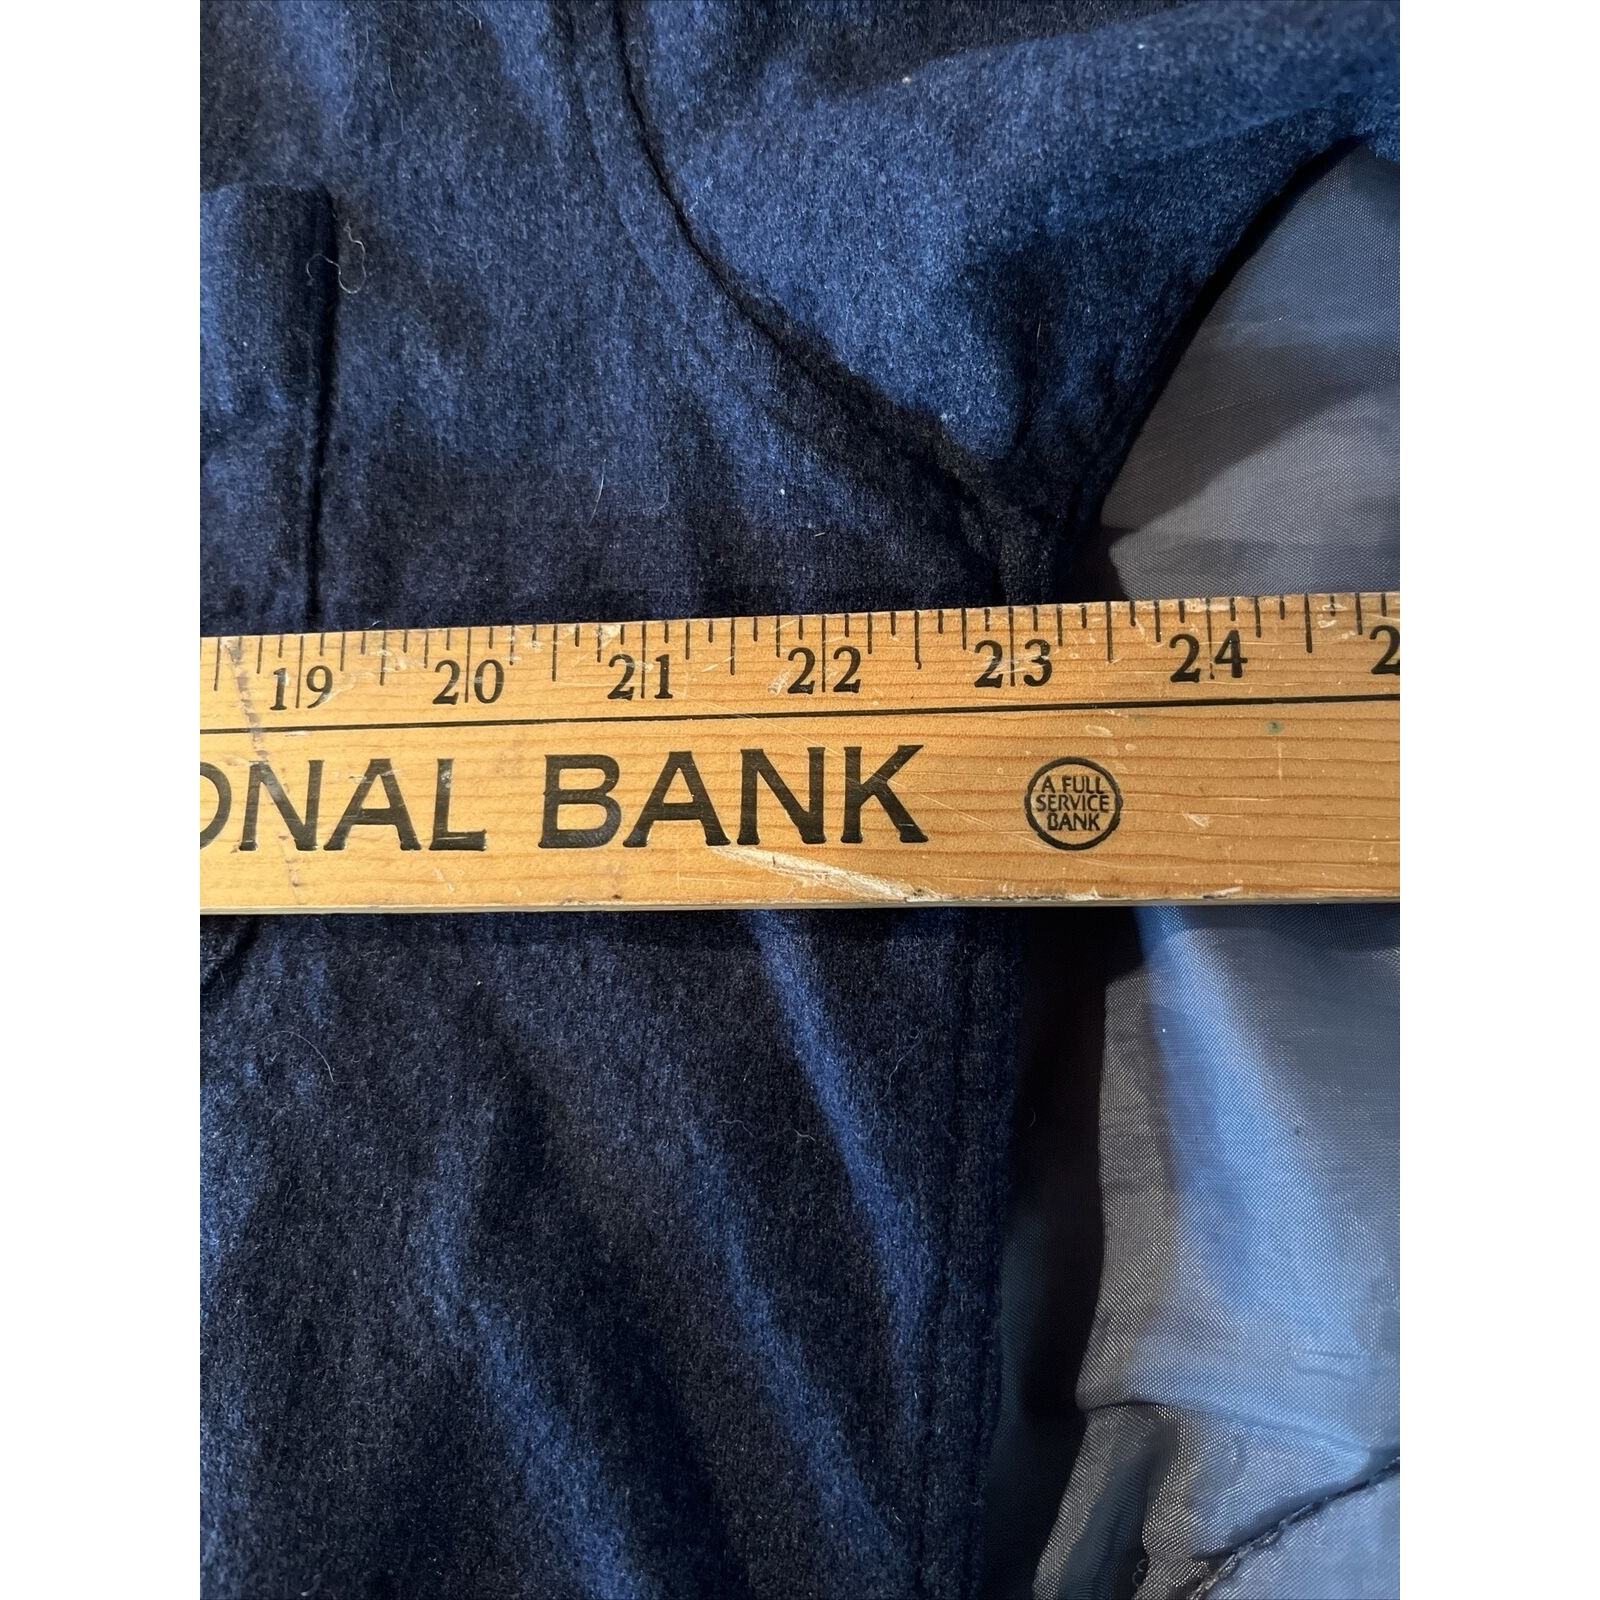 19 20 21 22 23 24
ONAL BANK
A FULL
SERVICE
BANK